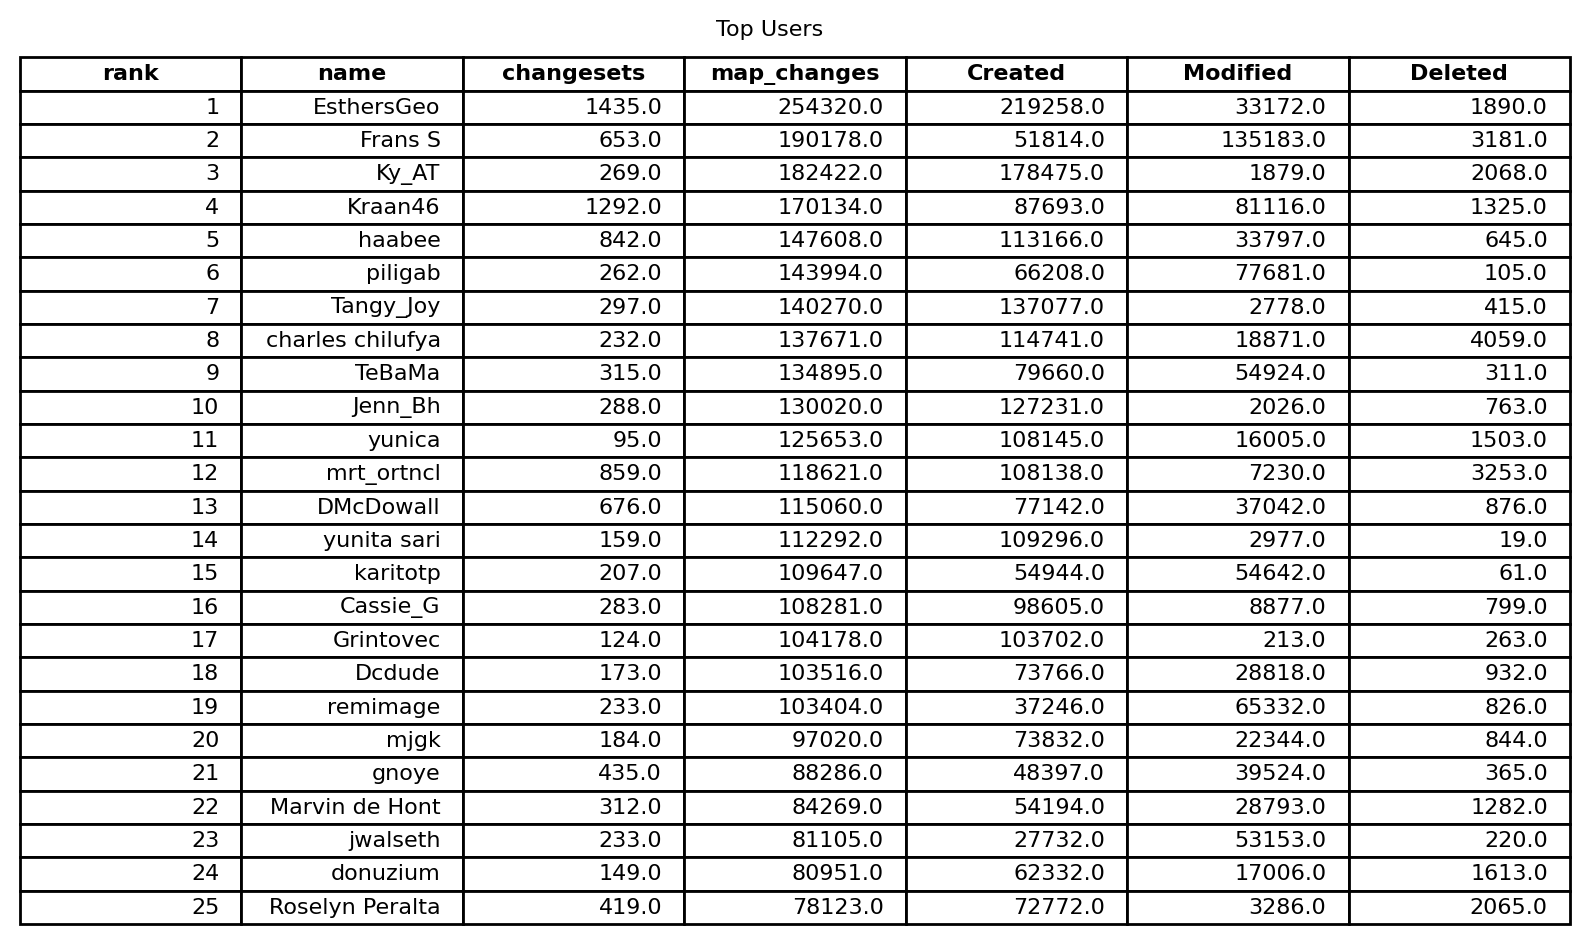 Top Users
rank name changesets map_changes Created Modified Deleted
1 EsthersGeo 1435.0 254320.0 219258.0 33172.0 1890.0
2 Frans S 653.0 190178.0 51814.0 135183.0 3181.0
3 Ky_AT 269.0 182422.0 178475.0 1879.0 2068.0
4 Kraan46 1292.0 170134.0 87693.0 81116.0 1325.0
5 haabee 842.0 147608.0 113166.0 33797.0 645.0
6 piligab 262.0 143994.0 66208.0 77681.0 105.0
7 Tangy_Joy 297.0 140270.0 137077.0 2778.0 415.0
8 charles chilufya 232.0 137671.0 114741.0 18871.0 4059.0
9 TeBaMa 315.0 134895.0 79660.0 54924.0 311.0
10 Jenn_Bh 288.0 130020.0 127231.0 2026.0 763.0
11 yunica 95.0 125653.0 108145.0 16005.0 1503.0
12 mrt_ortncl 859.0 118621.0 108138.0 7230.0 3253.0
13 DMcDowall 676.0 115060.0 77142.0 37042.0 876.0
14 yunita sari 159.0 112292.0 109296.0 2977.0 19.0
15 karitotp 207.0 109647.0 54944.0 54642.0 61.0
16 Cassie_G 283.0 108281.0 98605.0 8877.0 799.0
17 Grintovec 124.0 104178.0 103702.0 213.0 263.0
18 Dcdude 173.0 103516.0 73766.0 28818.0 932.0
19 remimage 233.0 103404.0 37246.0 65332.0 826.0
20 mjgk 184.0 97020.0 73832.0 22344.0 844.0
21 gnoye 435.0 88286.0 48397.0 39524.0 365.0
22 Marvin de Hont 312.0 84269.0 54194.0 28793.0 1282.0
23 jwalseth 233.0 81105.0 27732.0 53153.0 220.0
24 donuzium 149.0 80951.0 62332.0 17006.0 1613.0
25 Roselyn Peralta 419.0 78123.0 72772.0 3286.0 2065.0